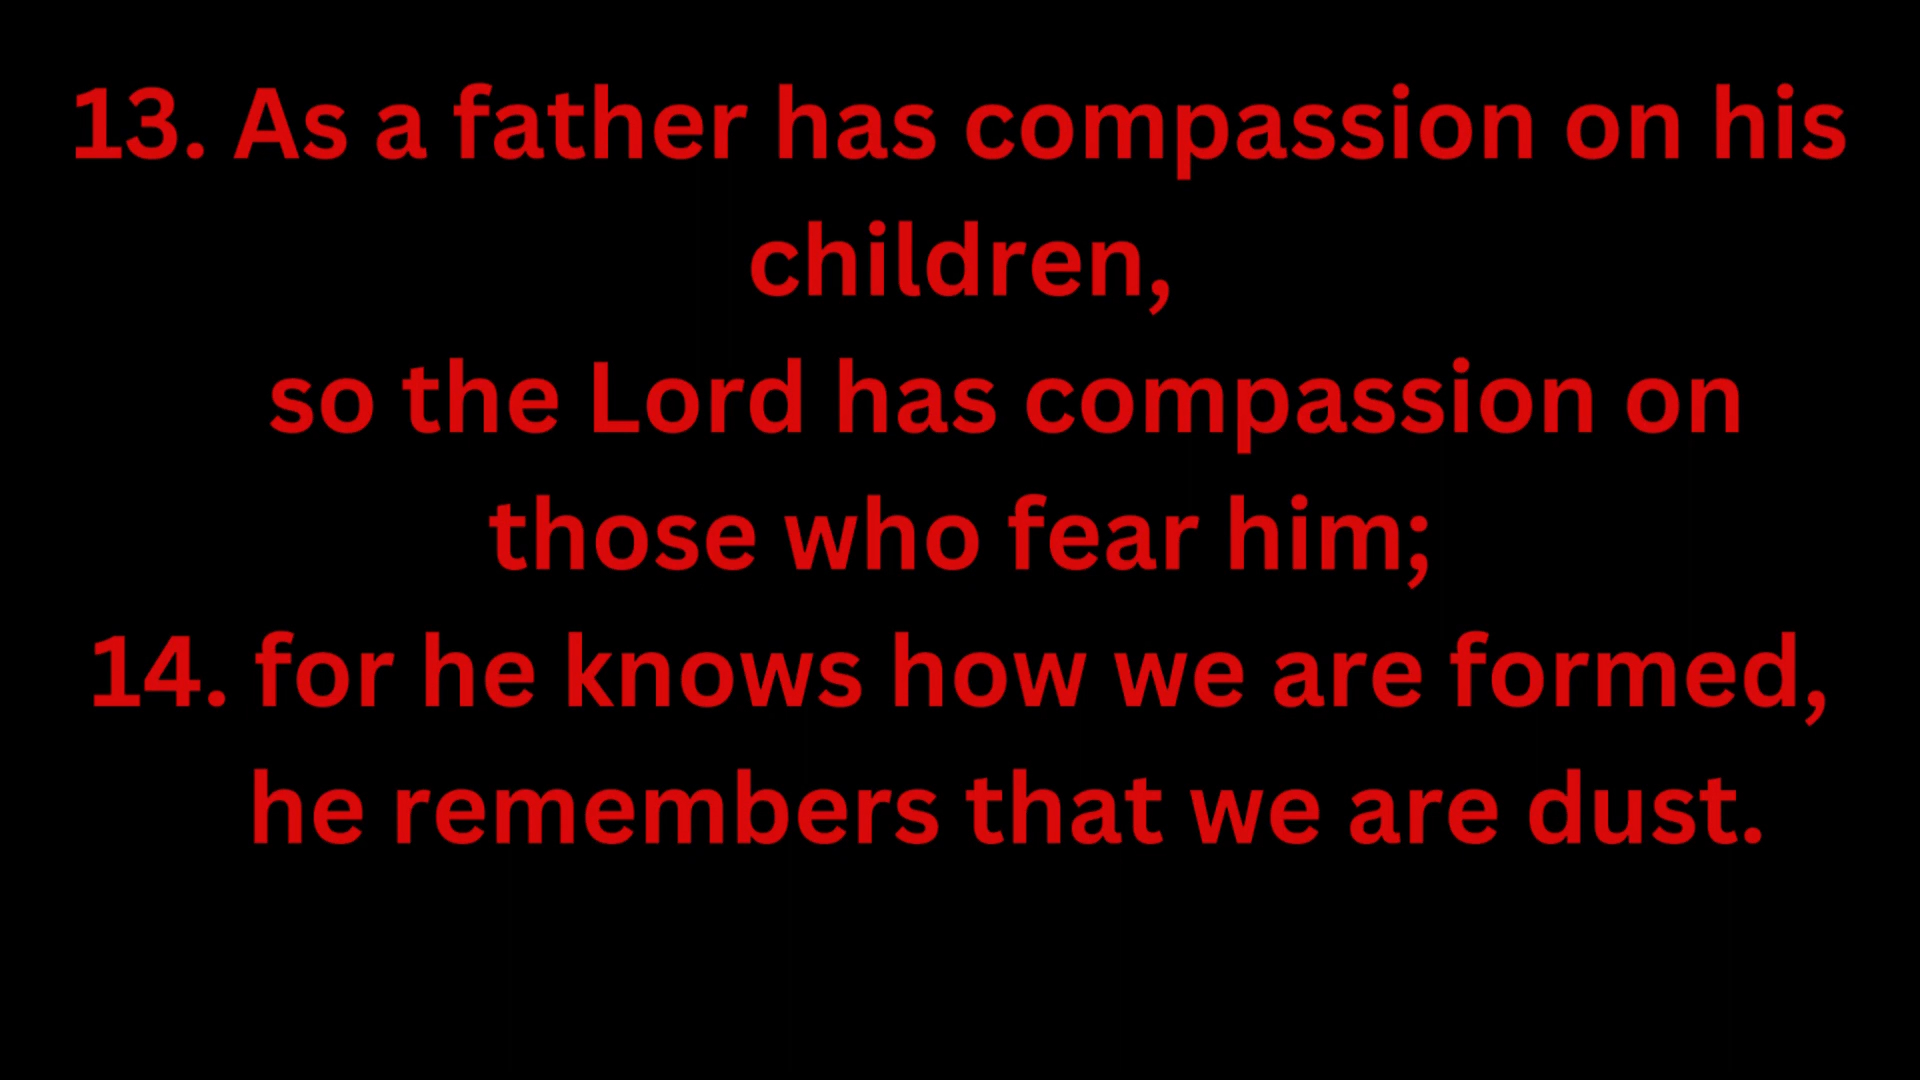 13. As a father has compassion on his
children,
so the Lord has compassion on
those who fear him;
14. for he knows how we are formed,
he remembers that we are dust.